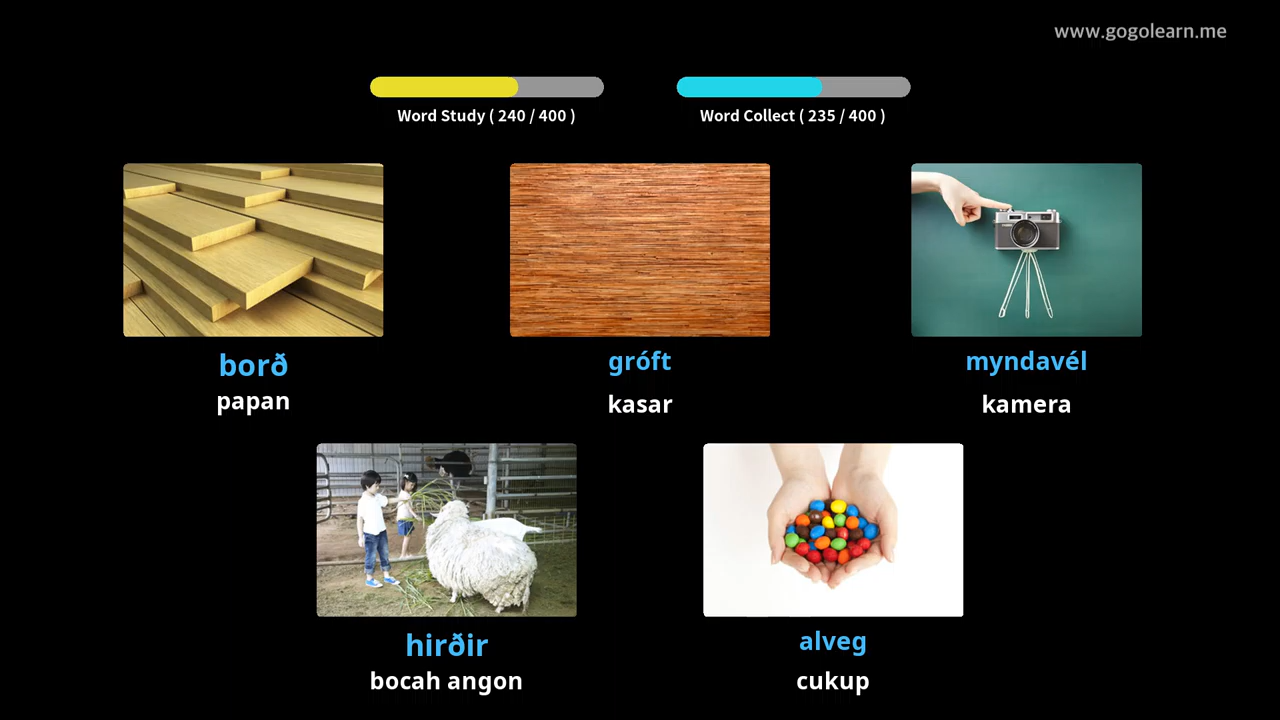 www.gogolearn.me
Word Study ( 240 / 400 )
Word Collect ( 235 / 400 )
borð
papan
gróft
kasar
myndavél
kamera
hirðir
bocah angon
alveg
cukup